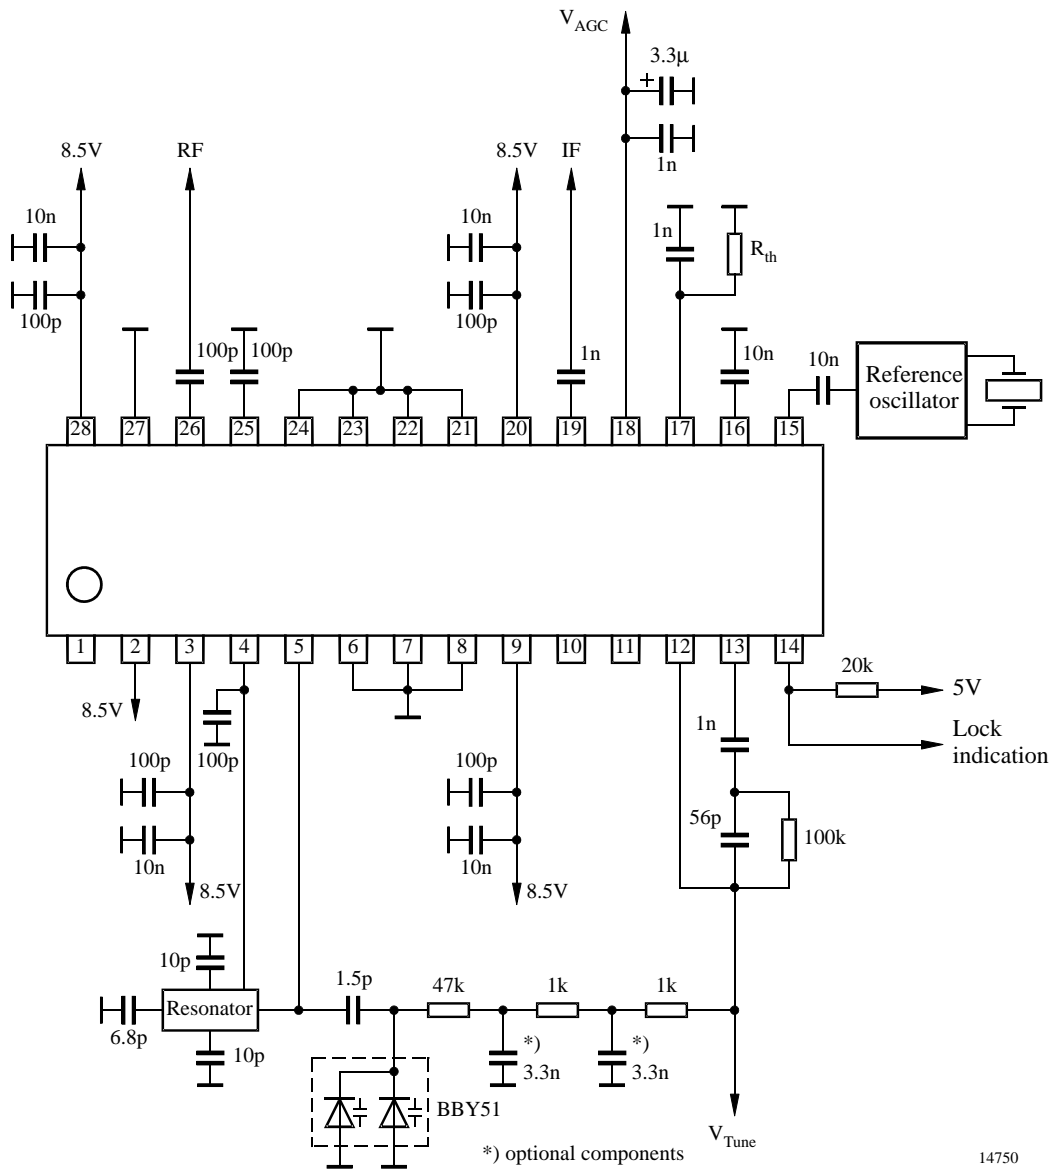 V_AGC
3.3µ
+
1n
8.5V
RF
8.5V
IF
10n
10n
1n
R_th
100p
100p
100p
100p
1n
10n
10n
Reference
oscillator
28 27 26 25 24 23 22 21 20 19 18 17 16 15
1 2 3 4 5 6 7 8 9 10 11 12 13 14
20k
5V
8.5V
1n
Lock
indication
100p
100p
100p
56p
100k
10n
10n
8.5V
8.5V
10p
1.5p
47k
1k
1k
Resonator
6.8p
10p
*)
*)
3.3n
3.3n
BBY51
V_Tune
*) optional components
14750